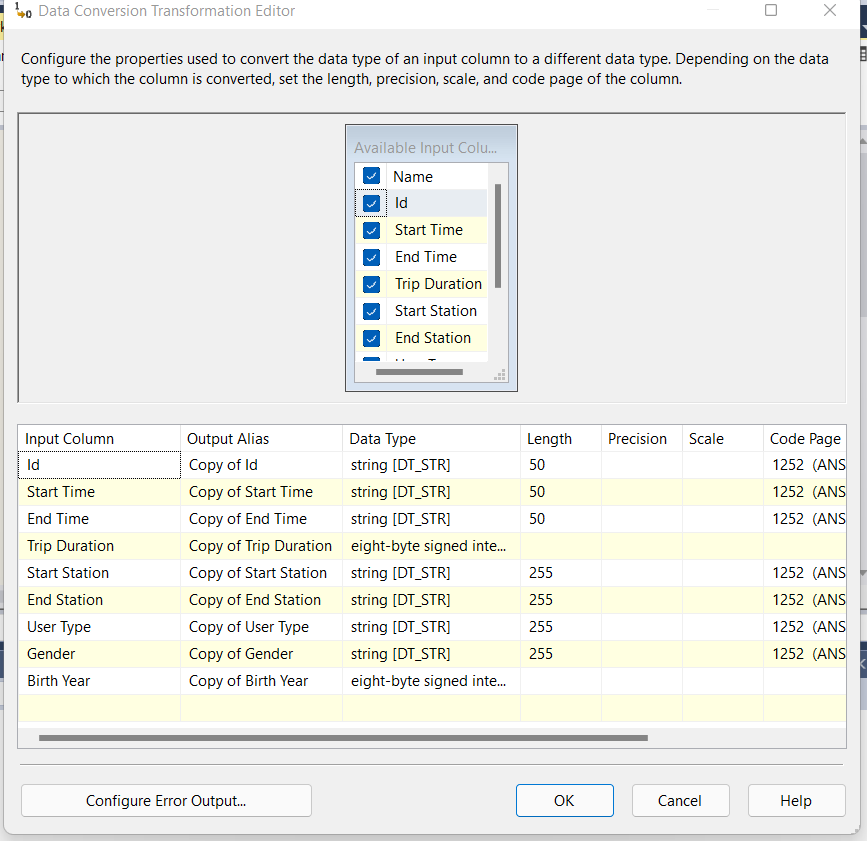 Data Conversion Transformation Editor
Configure the properties used to convert the data type of an input column to a different data type. Depending on the data
type to which the column is converted, set the length, precision, scale, and code page of the column.
Available Input Colu...
Name
Id
Start Time
End Time
Trip Duration
Start Station
End Station
Input Column Output Alias Data Type Length Precision Scale Code Page
Id Copy of Id string [DT_STR] 50 1252 (ANS
Start Time Copy of Start Time string [DT_STR] 50 1252 (ANS
End Time Copy of End Time string [DT_STR] 50 1252 (ANS
Trip Duration Copy of Trip Duration eight-byte signed inte...
Start Station Copy of Start Station string [DT_STR] 255 1252 (ANS
End Station Copy of End Station string [DT_STR] 255 1252 (ANS
User Type Copy of User Type string [DT_STR] 255 1252 (ANS
Gender Copy of Gender string [DT_STR] 255 1252 (ANS
Birth Year Copy of Birth Year eight-byte signed inte...
Configure Error Output... OK Cancel Help